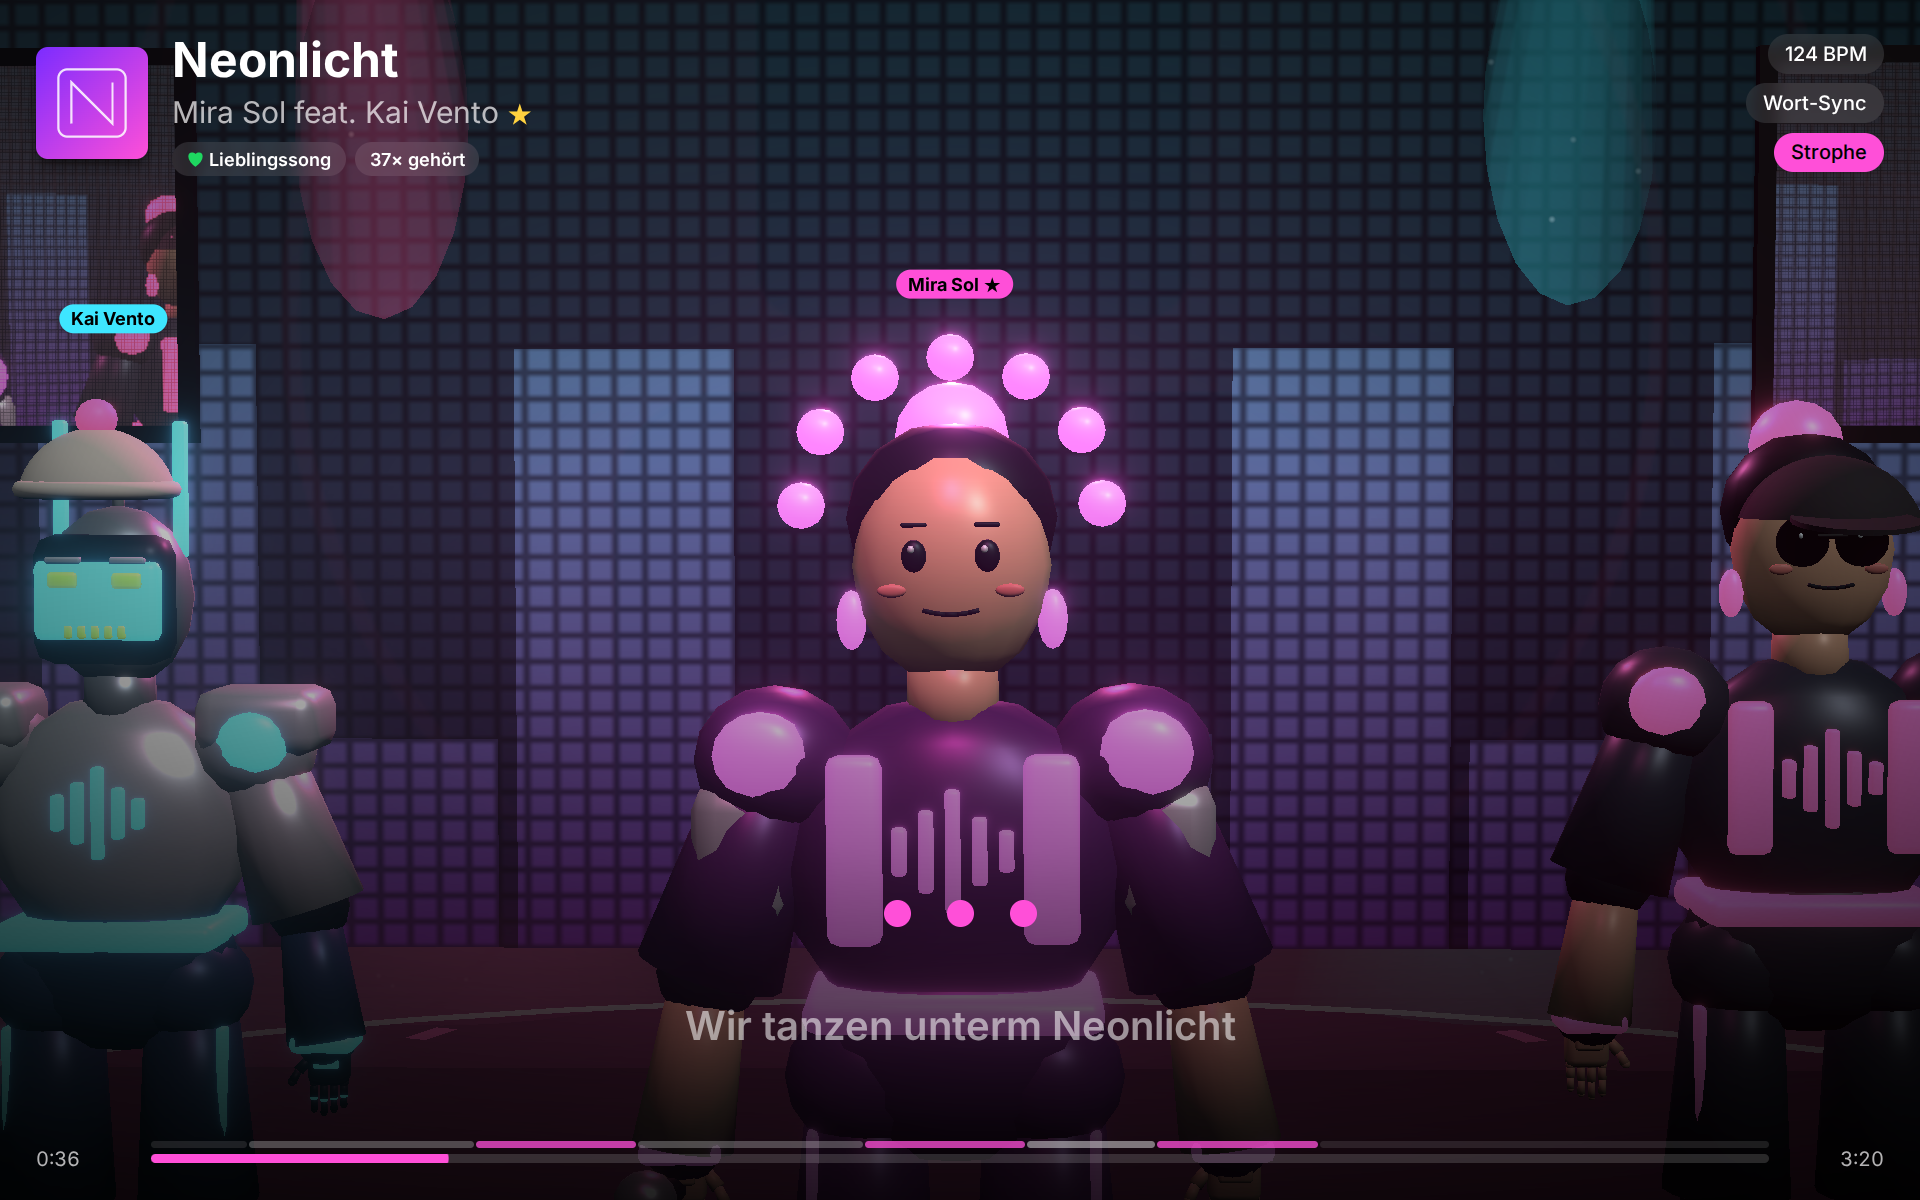 N
Neonlicht
Mira Sol feat. Kai Vento ★
Lieblingssong
37× gehört
124 BPM
Wort-Sync
Strophe
Mira Sol ★
Kai Vento
Wir tanzen unterm Neonlicht
0:36
3:20